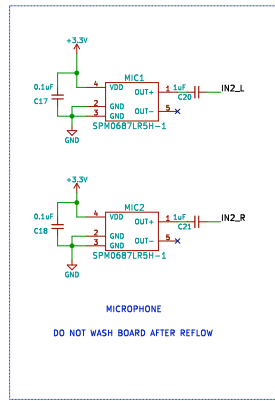 +3.3V
MIC1
0.1uF
C17
4 VDD
OUT+ 1
1uF
C20
IN2_L
2 GND
3 GND
OUT- 5
SPM0687LR5H-1
GND
+3.3V
MIC2
0.1uF
C18
4 VDD
OUT+ 1
1uF
C21
IN2_R
2 GND
3 GND
OUT- 5
SPM0687LR5H-1
GND
MICROPHONE
DO NOT WASH BOARD AFTER REFLOW